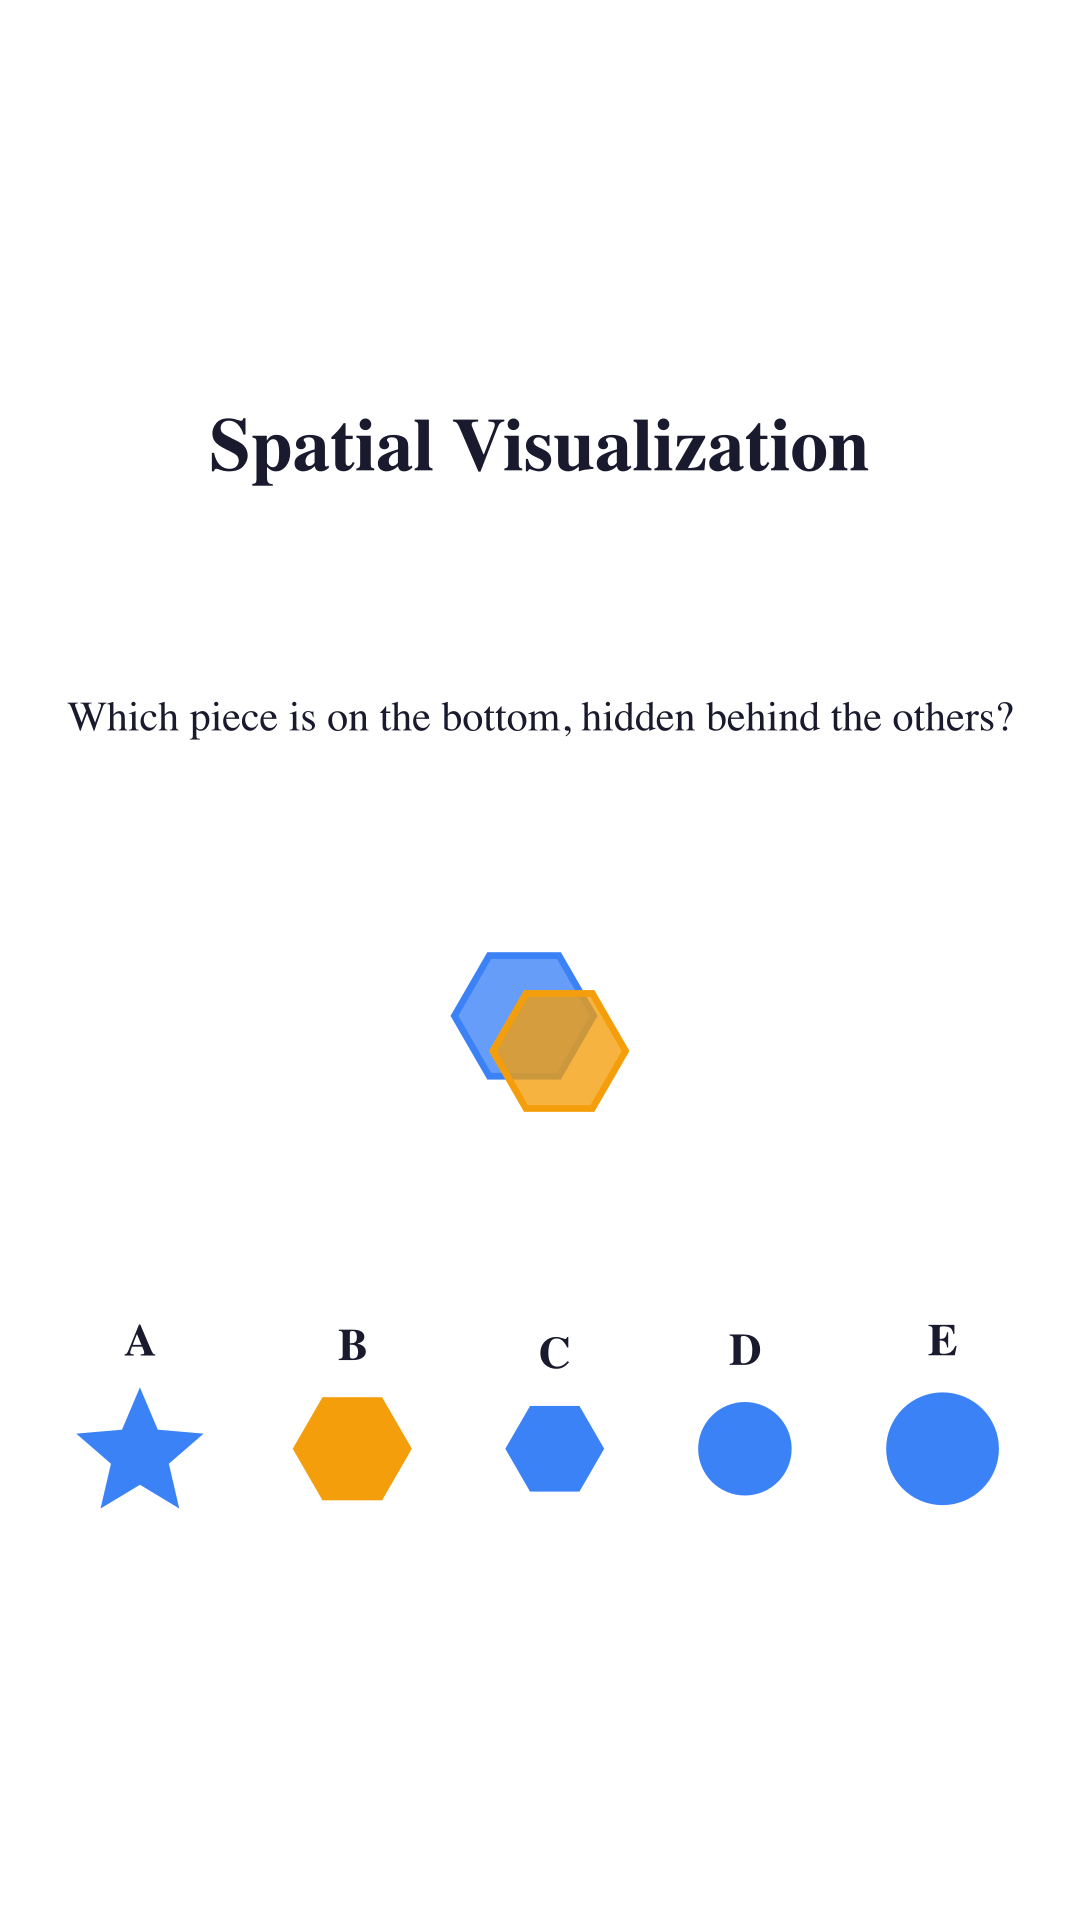 Spatial Visualization
Which piece is on the bottom, hidden behind the others?
A B C D E